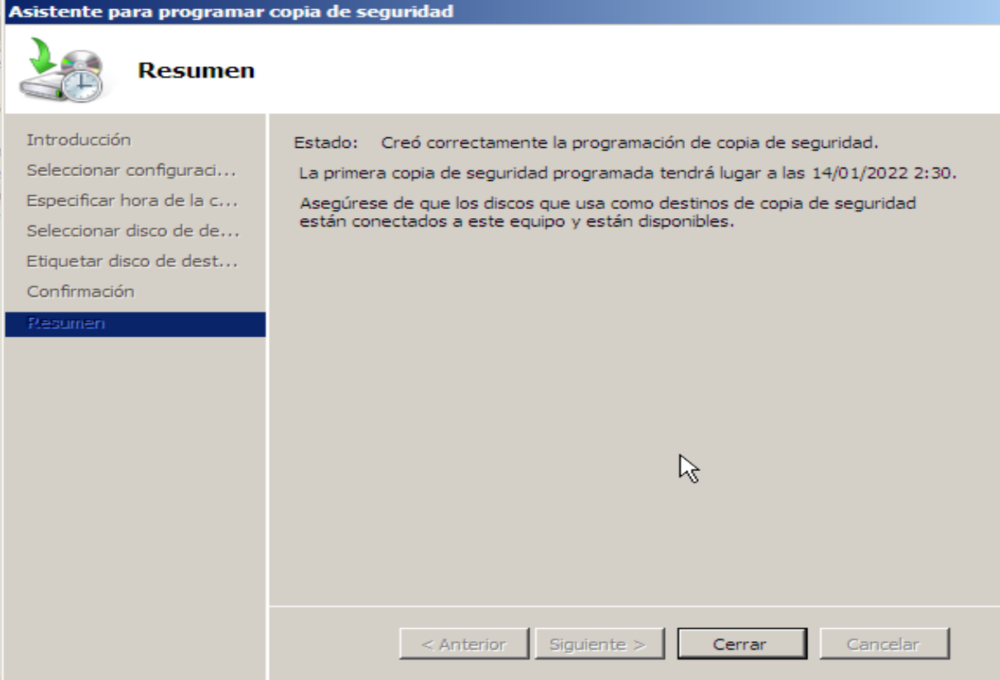 Asistente para programar copia de seguridad
Resumen
Introducción
Seleccionar configuraci...
Especificar hora de la c...
Seleccionar disco de de...
Etiquetar disco de dest...
Confirmación
Resumen
Estado: Creó correctamente la programación de copia de seguridad.
La primera copia de seguridad programada tendrá lugar a las 14/01/2022 2:30.
Asegúrese de que los discos que usa como destinos de copia de seguridad
están conectados a este equipo y están disponibles.
< Anterior Siguiente > Cerrar Cancelar